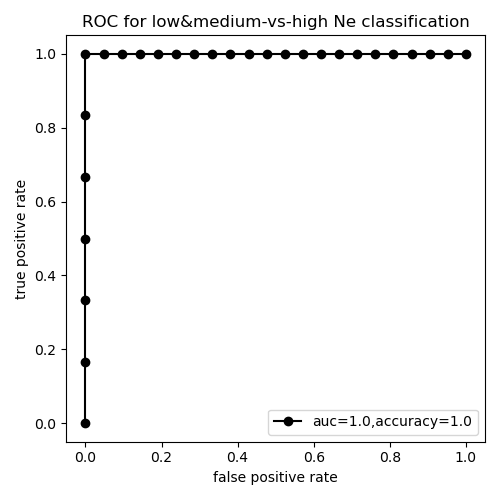 ROC for low&medium-vs-high Ne classification
1.0
0.8
0.6
0.4
0.2
0.0
true positive rate
auc=1.0,accuracy=1.0
0.0 0.2 0.4 0.6 0.8 1.0
false positive rate